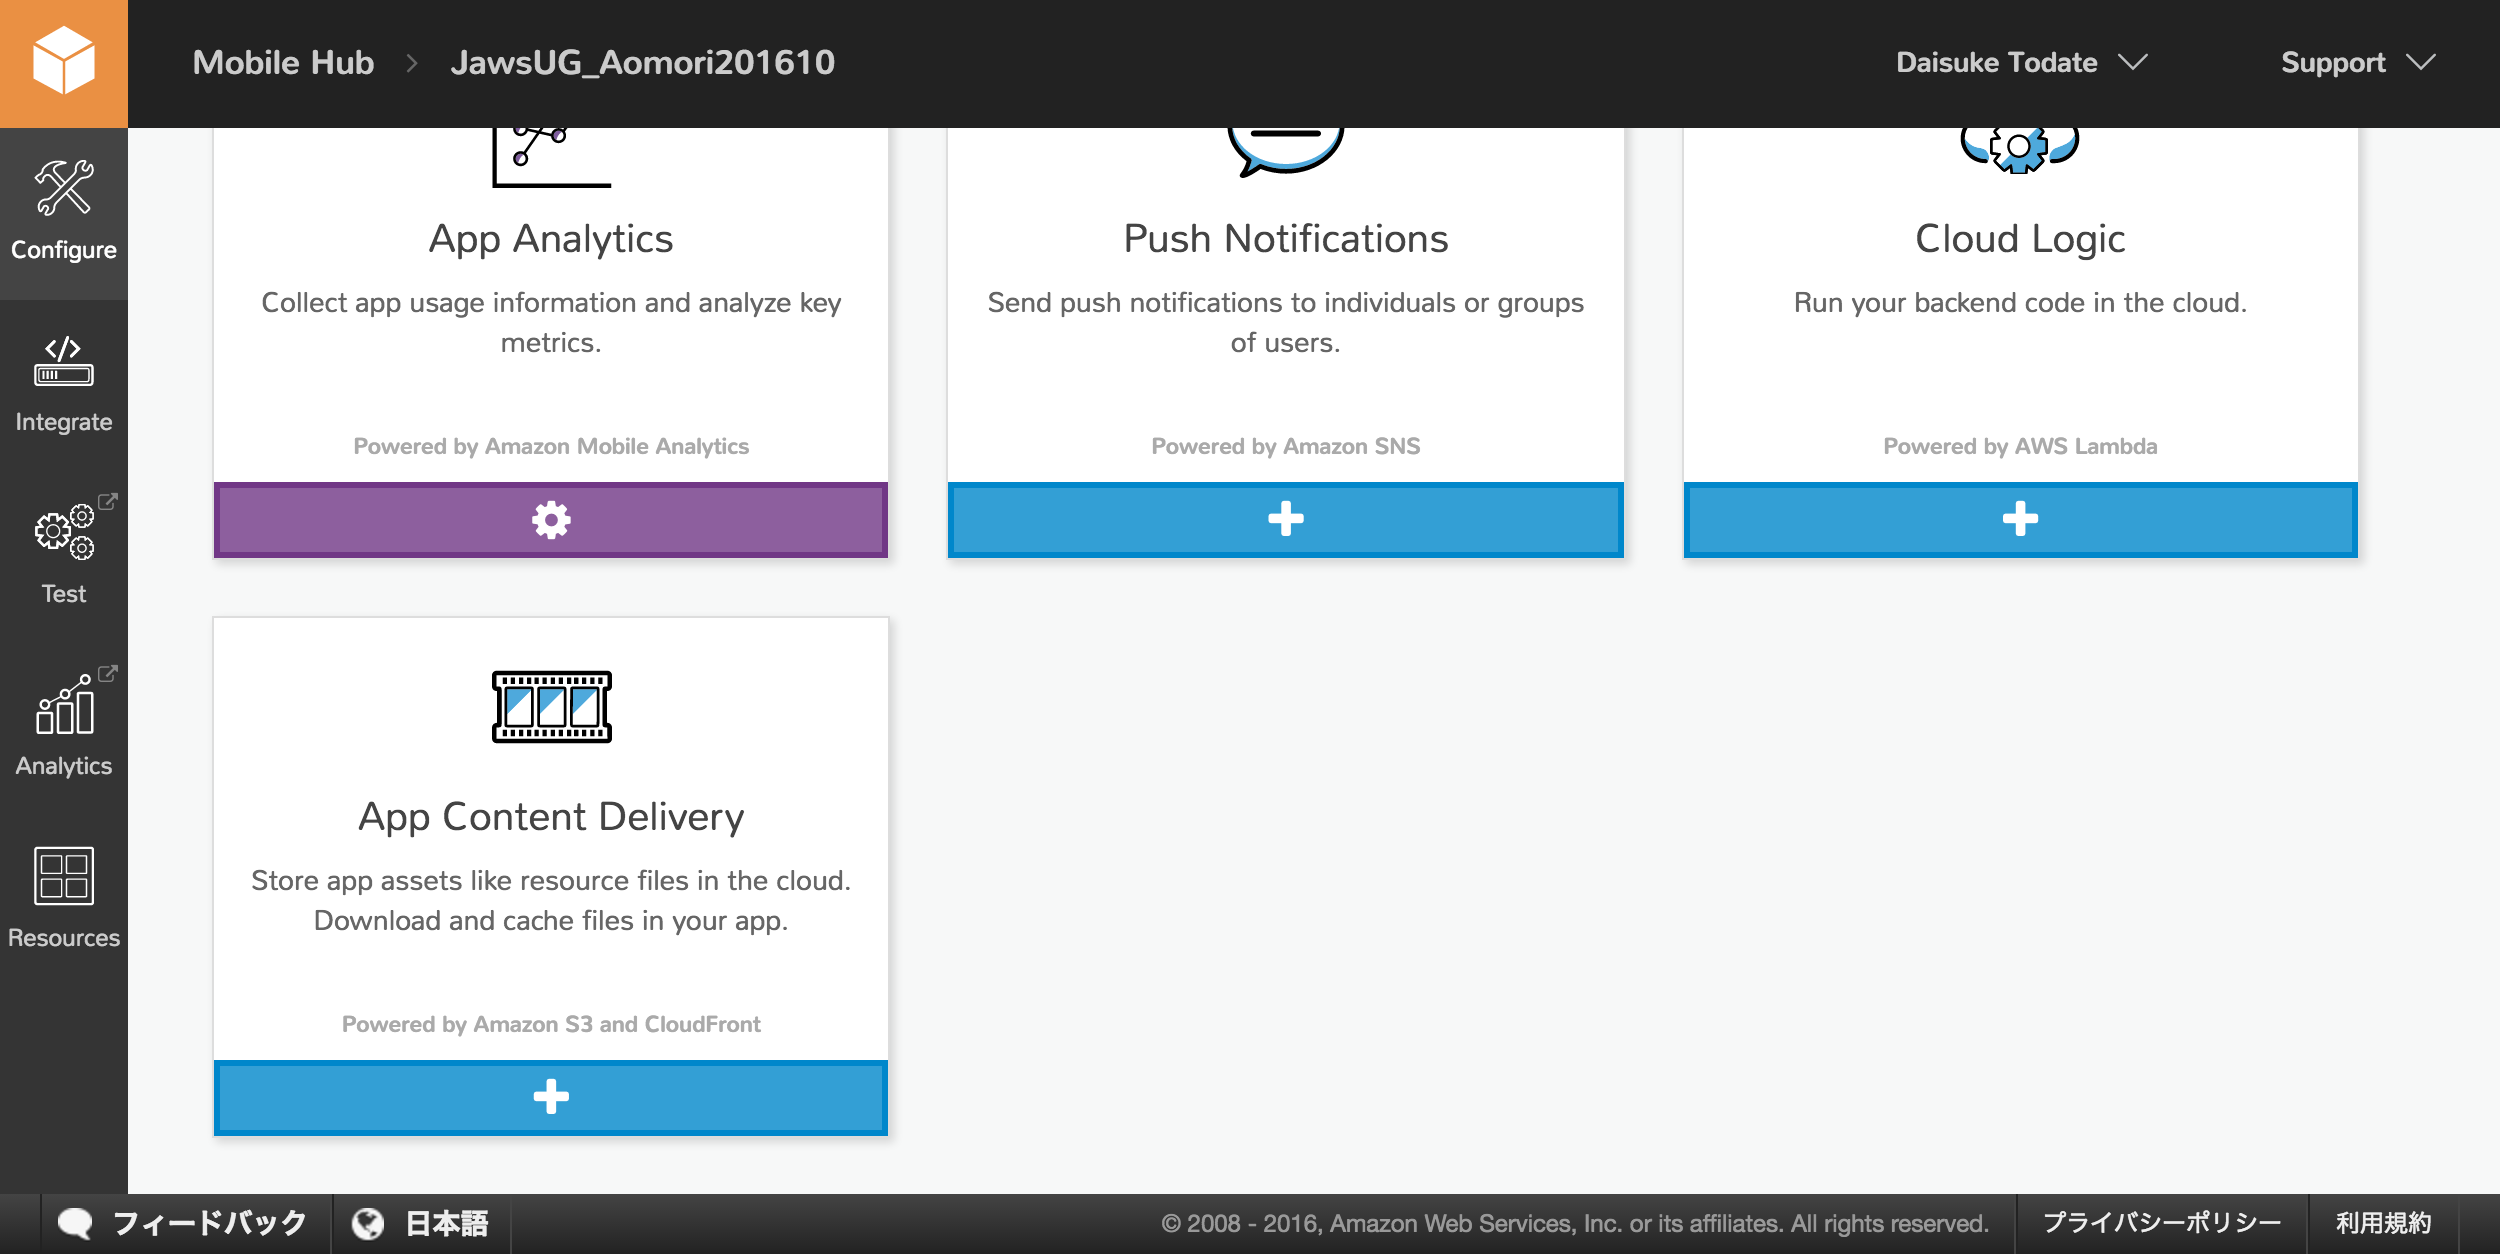 Mobile Hub > JawsUG_Aomori201610
Daisuke Todate
Support
Configure
Integrate
Test
Analytics
Resources
App Analytics
Collect app usage information and analyze key
metrics.
Powered by Amazon Mobile Analytics
Push Notifications
Send push notifications to individuals or groups
of users.
Powered by Amazon SNS
Cloud Logic
Run your backend code in the cloud.
Powered by AWS Lambda
App Content Delivery
Store app assets like resource files in the cloud.
Download and cache files in your app.
Powered by Amazon S3 and CloudFront
フィードバック
日本語
© 2008 - 2016, Amazon Web Services, Inc. or its affiliates. All rights reserved.
プライバシーポリシー
利用規約